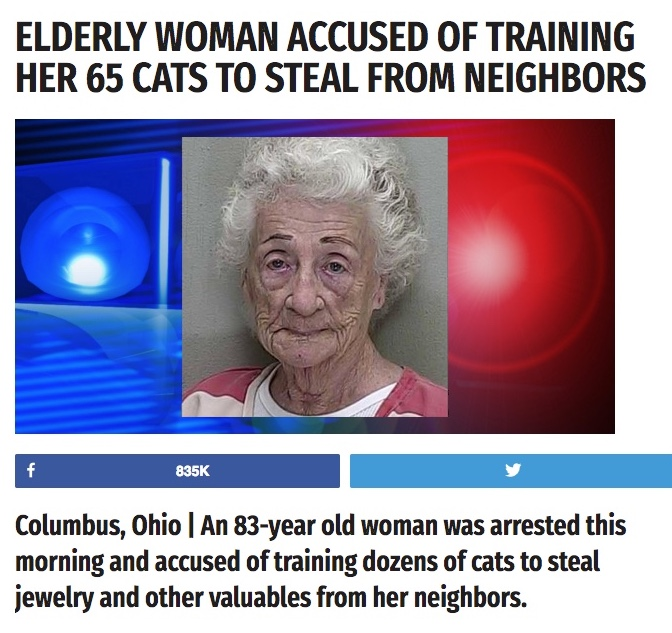 ELDERLY WOMAN ACCUSED OF TRAINING
HER 65 CATS TO STEAL FROM NEIGHBORS
f 835K
Columbus, Ohio | An 83-year old woman was arrested this
morning and accused of training dozens of cats to steal
jewelry and other valuables from her neighbors.